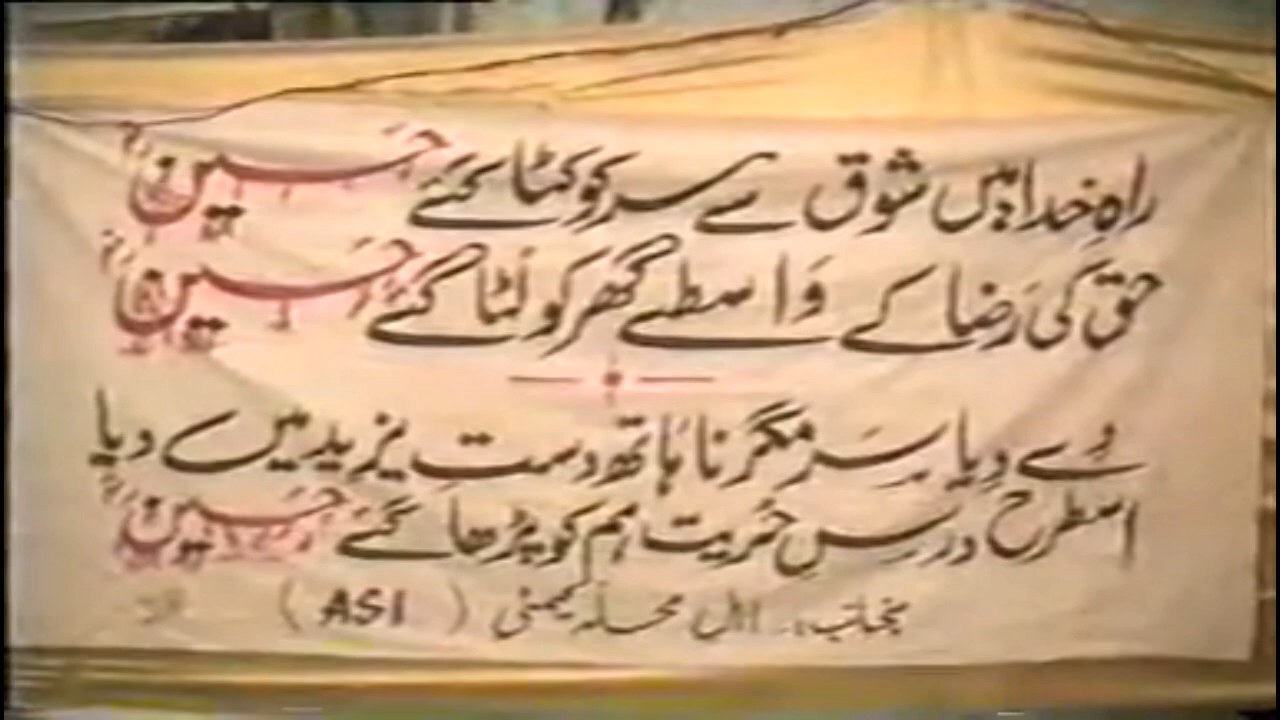 راہِ خدا میں شوق سے سر کو کٹا گئے حسین
حق کی رضا کے واسطے گھر کو لٹا گئے حسین
دے دیا سر مگر نا ہاتھ دستِ یزید میں دیا
اسطرح درسِ حریت ہم کو پڑھا گئے حسین
منجانب۔ اہل محلہ کمیٹی (ASI)